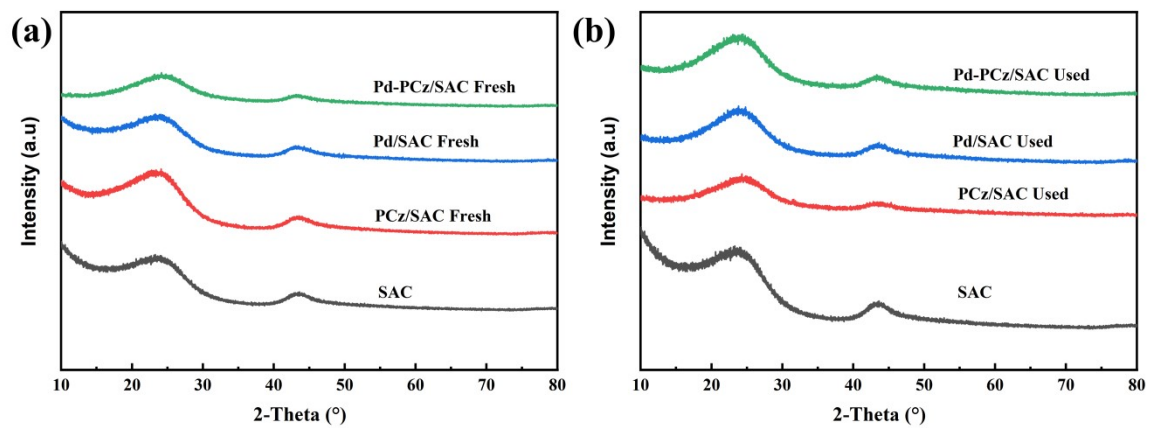 (a)
Intensity (a.u)
Pd-PCz/SAC Fresh
Pd/SAC Fresh
PCz/SAC Fresh
SAC
10 20 30 40 50 60 70 80
2-Theta (°)
(b)
Intensity (a.u)
Pd-PCz/SAC Used
Pd/SAC Used
PCz/SAC Used
SAC
10 20 30 40 50 60 70 80
2-Theta (°)